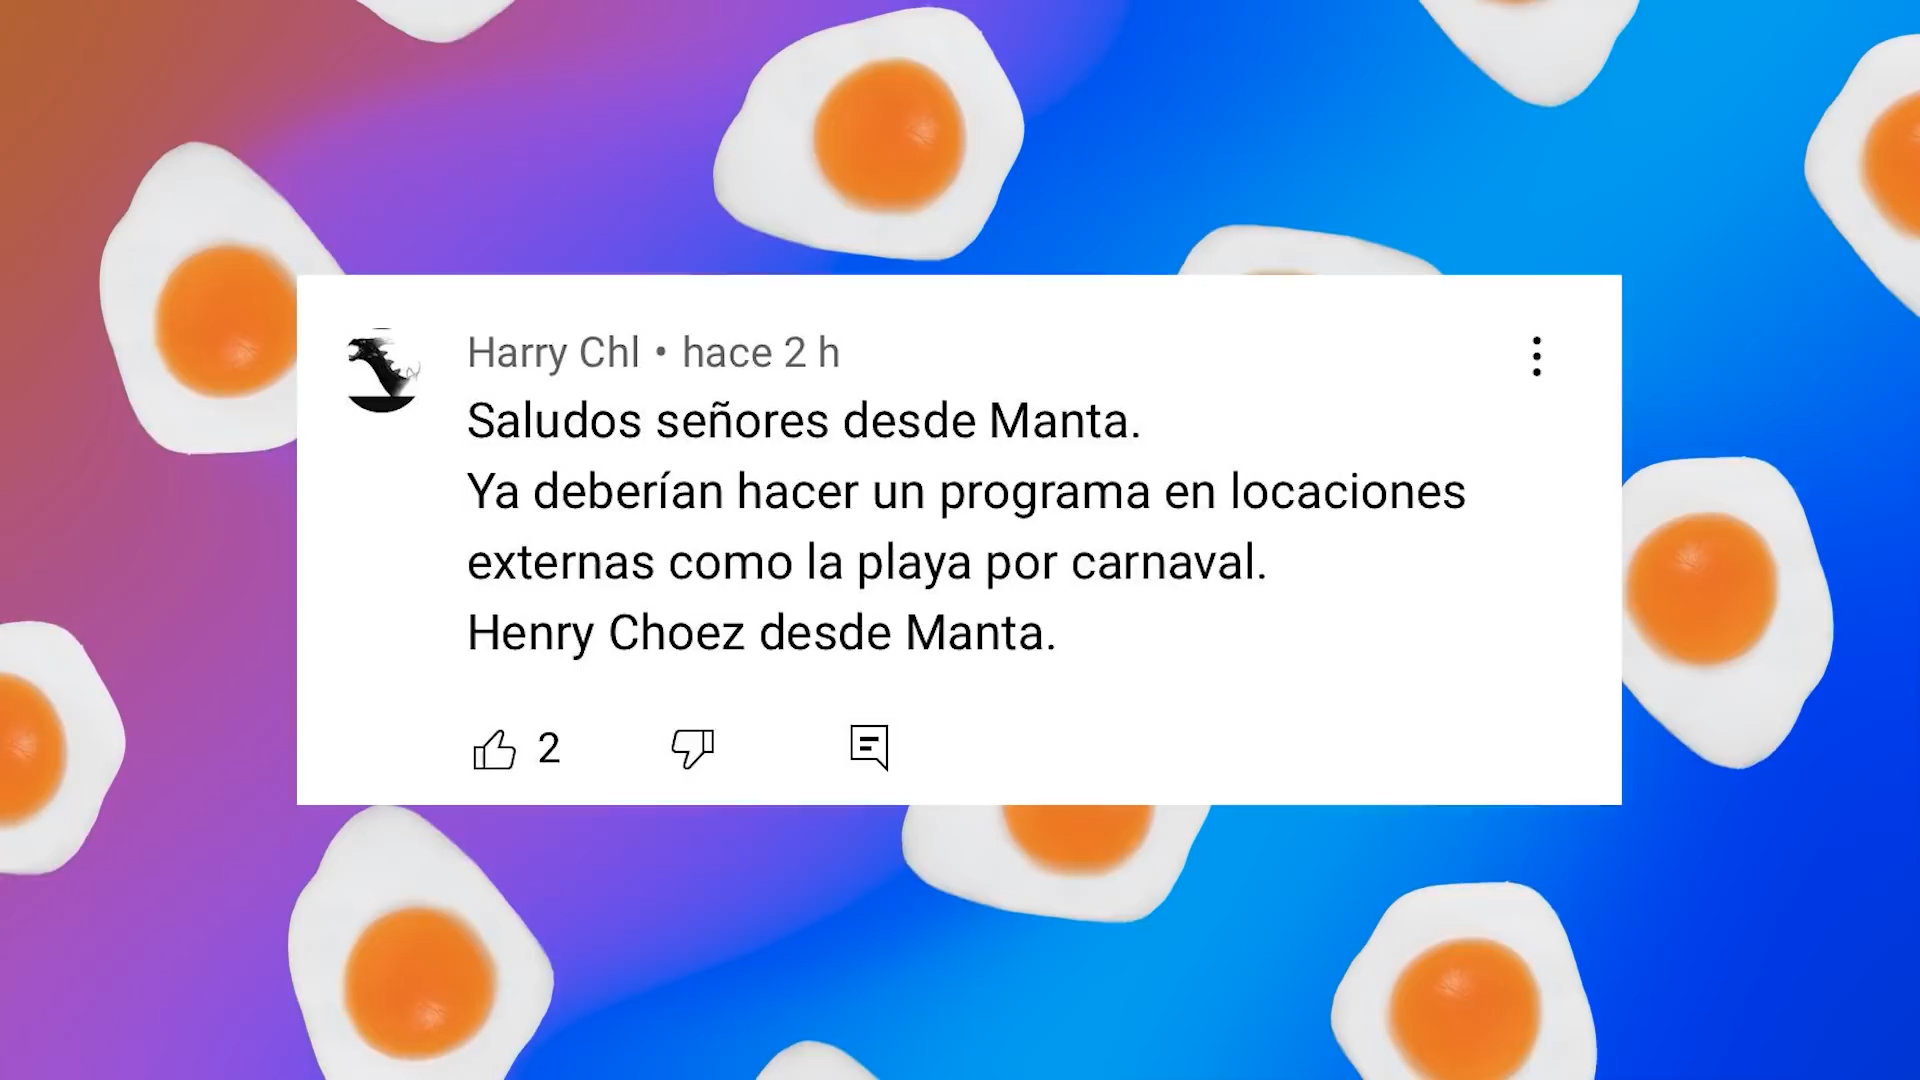 Harry Chl • hace 2 h
Saludos señores desde Manta.
Ya deberían hacer un programa en locaciones
externas como la playa por carnaval.
Henry Choez desde Manta.
2